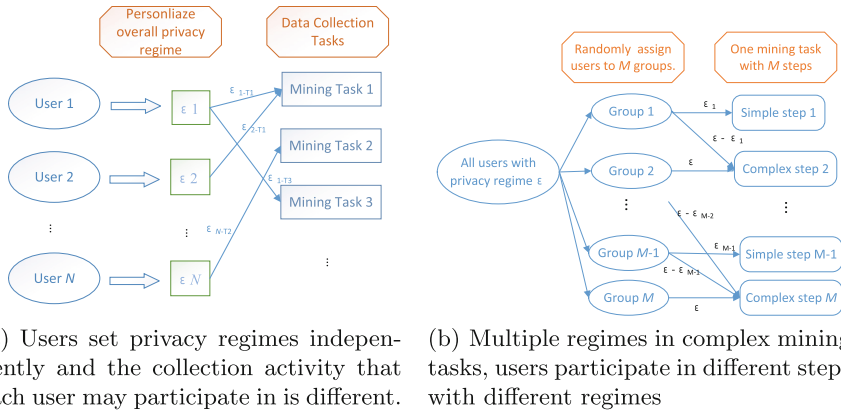 Personliaze
overall privacy
regime
Data Collection
Tasks
User 1
ε 1
ε 1-T1
Mining Task 1
ε 2-T1
User 2
ε 2
Mining Task 2
ε 1-T3
Mining Task 3
ε N-T2
User N
ε N
) Users set privacy regimes indepen-
ently and the collection activity that
ach user may participate in is different.
Randomly assign
users to M groups.
One mining task
with M steps
All users with
privacy regime ε
Group 1
ε 1
Simple step 1
ε - ε 1
Group 2
ε
Complex step 2
ε - ε M-2
Group M-1
ε M-1
Simple step M-1
ε - ε M-1
Group M
ε
Complex step M
(b) Multiple regimes in complex mining
tasks, users participate in different step
with different regimes